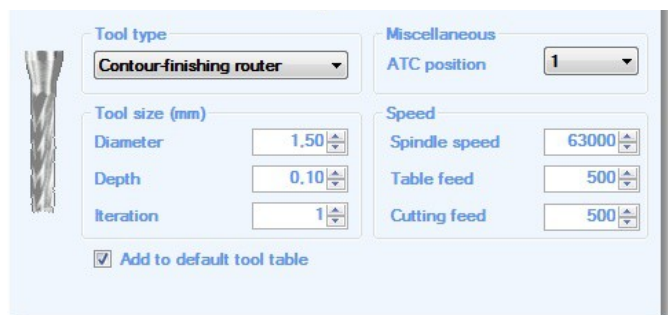 Tool type
Contour-finishing router
Miscellaneous
ATC position 1
Tool size (mm)
Diameter 1,50
Depth 0,10
Iteration 1
Speed
Spindle speed 63000
Table feed 500
Cutting feed 500
Add to default tool table